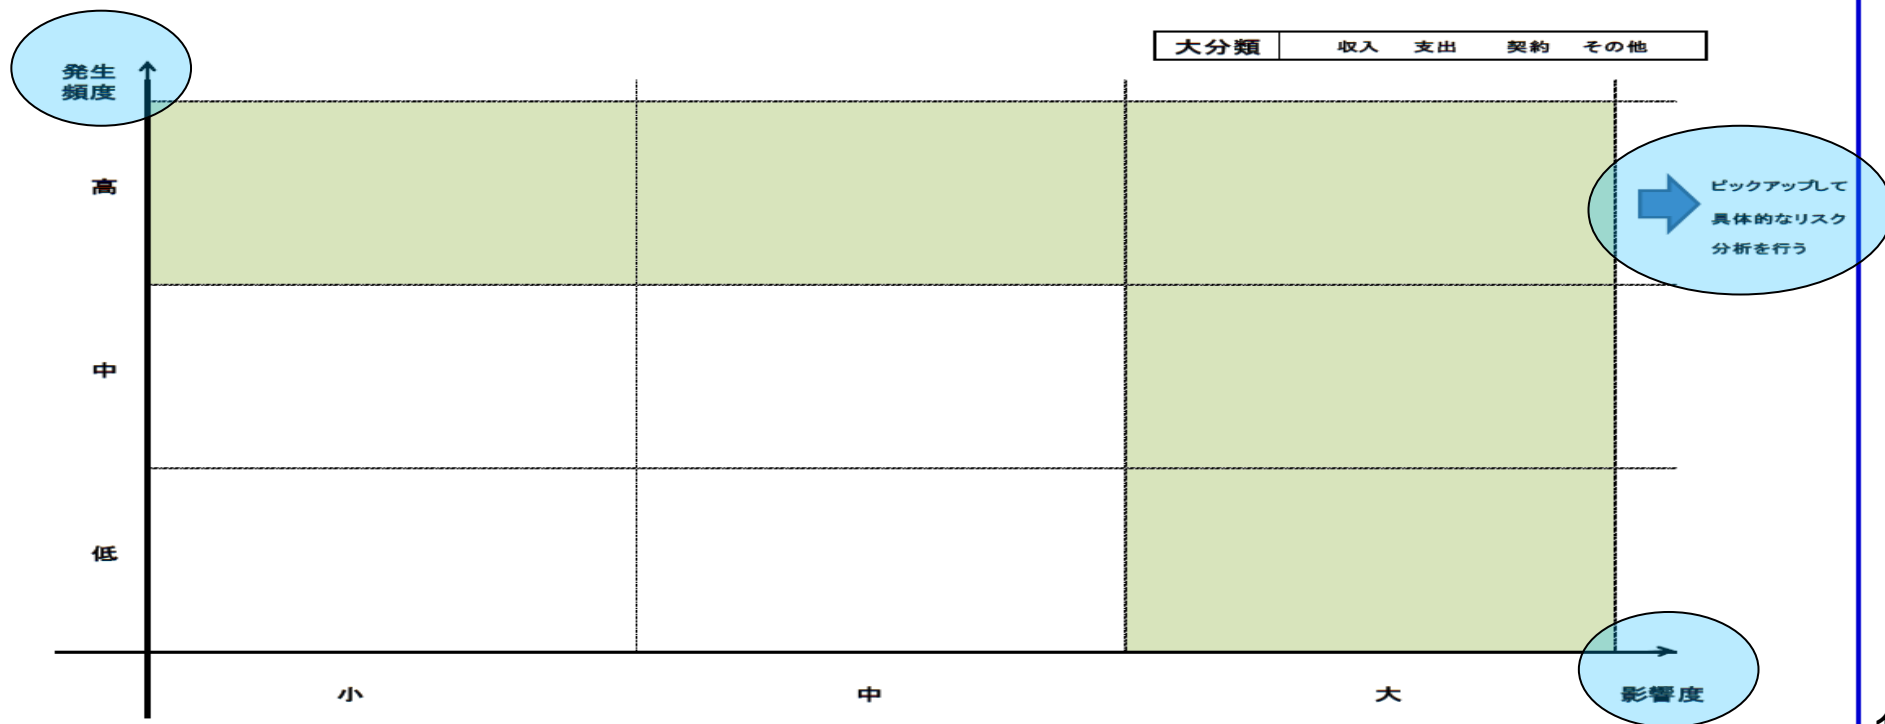 大分類 収入 支出 契約 その他
発生
頻度
高
ピックアップして
具体的なリスク
分析を行う
中
低
小 中 大 影響度